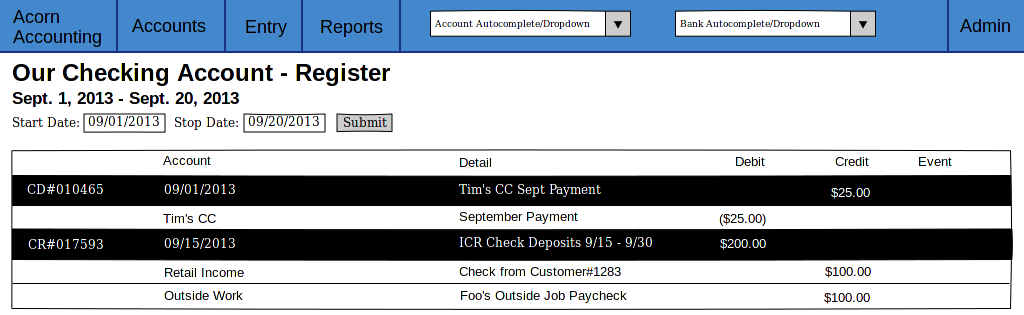 Acorn
Accounting
Accounts
Entry
Reports
Account Autocomplete/Dropdown ▼
Bank Autocomplete/Dropdown ▼
Admin
Our Checking Account - Register
Sept. 1, 2013 - Sept. 20, 2013
Start Date: 09/01/2013 Stop Date: 09/20/2013 Submit
Account Detail Debit Credit Event
CD#010465 09/01/2013 Tim's CC Sept Payment $25.00
Tim's CC September Payment ($25.00)
CR#017593 09/15/2013 ICR Check Deposits 9/15 - 9/30 $200.00
Retail Income Check from Customer#1283 $100.00
Outside Work Foo's Outside Job Paycheck $100.00